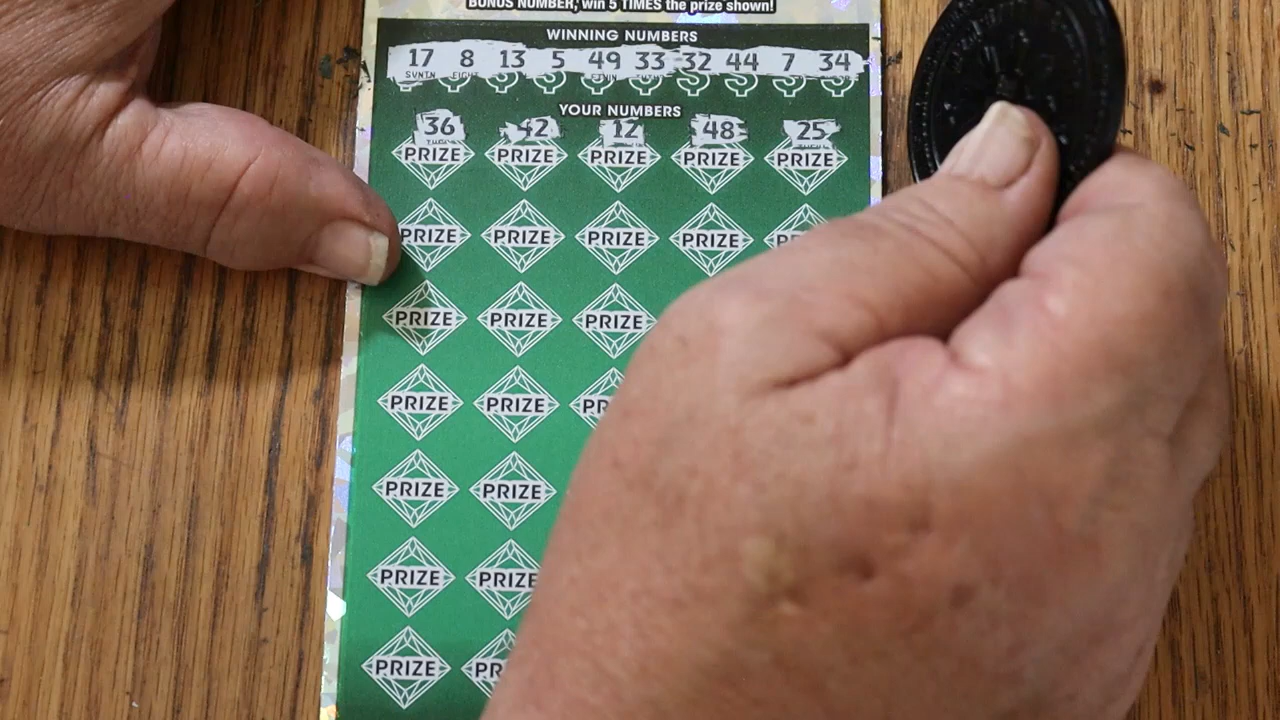 BONUS NUMBER, win 5 TIMES the prize shown!
WINNING NUMBERS
17 8 13 5 49 33 32 44 7 34
SVNTN
YOUR NUMBERS
36 42 12 48 25
PRIZE PRIZE PRIZE PRIZE PRIZE
PRIZE PRIZE PRIZE PRIZE
PRIZE PRIZE PRIZE
PRIZE PRIZE
PRIZE PRIZE
PRIZE PRIZE
PRIZE